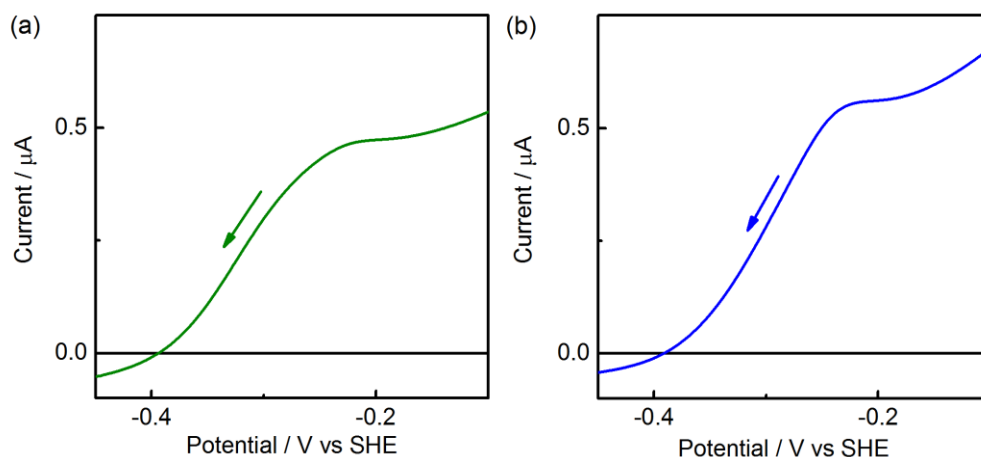 (a)
Current / μA
0.5
0.0
-0.4
-0.2
Potential / V vs SHE
(b)
Current / μA
0.5
0.0
-0.4
-0.2
Potential / V vs SHE